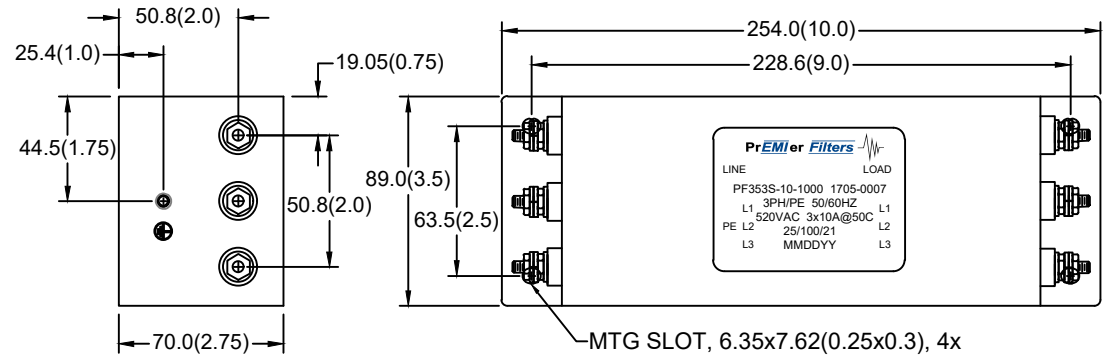 50.8(2.0)
25.4(1.0)
19.05(0.75)
44.5(1.75)
50.8(2.0)
70.0(2.75)
254.0(10.0)
228.6(9.0)
89.0(3.5)
63.5(2.5)
PrEMIer Filters
LINE LOAD
PF353S-10-1000 1705-0007
3PH/PE 50/60HZ
L1 L1
520VAC 3x10A@50C
PE L2 L2
25/100/21
L3 MMDDYY L3
MTG SLOT, 6.35x7.62(0.25x0.3), 4x